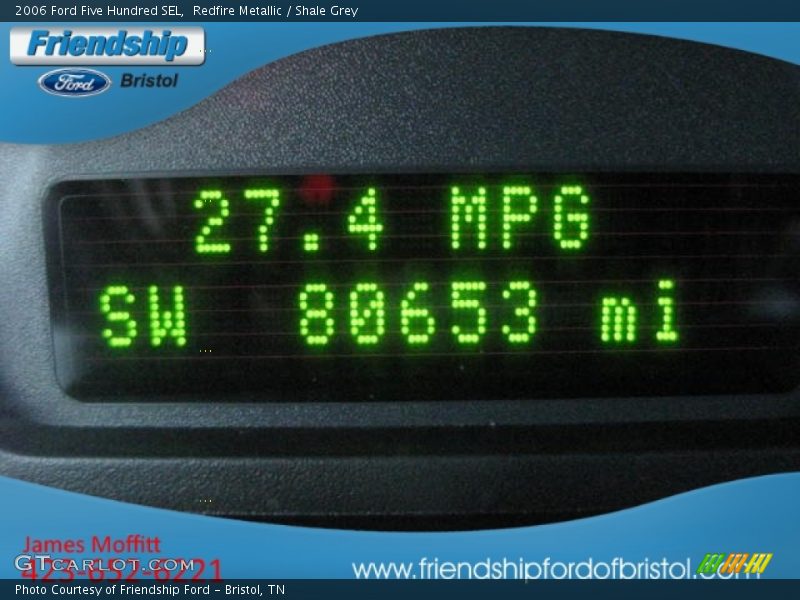 2006 Ford Five Hundred SEL, Redfire Metallic / Shale Grey
Friendship
Ford Bristol
27.4 MPG
SW 80653 mi
James Moffitt
GTCARLOT.COM
423-652-6221
www.friendshipfordofbristol.com
Photo Courtesy of Friendship Ford - Bristol, TN